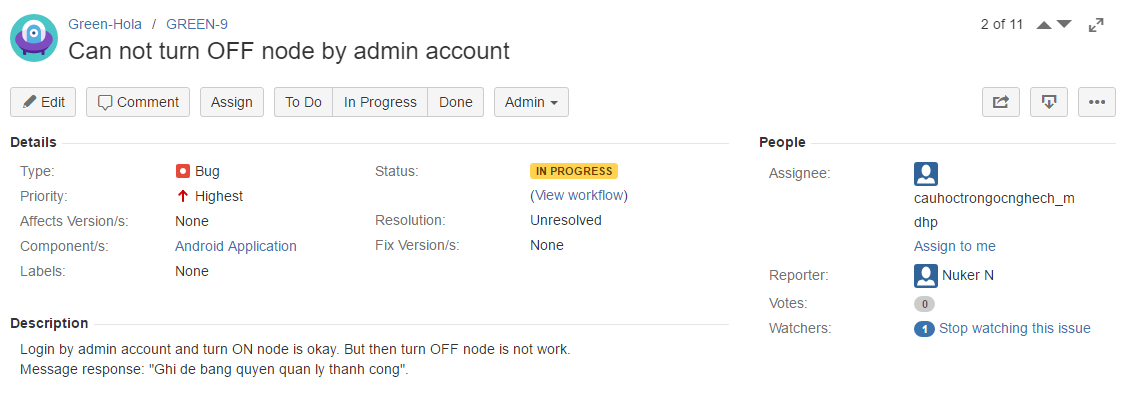 Green-Hola / GREEN-9
2 of 11
Can not turn OFF node by admin account
Edit Comment Assign To Do In Progress Done Admin
Details
Type: Bug
Status: IN PROGRESS
Priority: Highest
(View workflow)
Affects Version/s: None
Resolution: Unresolved
Component/s: Android Application
Fix Version/s: None
Labels: None
People
Assignee:
cauhoctrongocnghech_m
dhp
Assign to me
Reporter: Nuker N
Votes: 0
Watchers: 1 Stop watching this issue
Description
Login by admin account and turn ON node is okay. But then turn OFF node is not work.
Message response: "Ghi de bang quyen quan ly thanh cong".